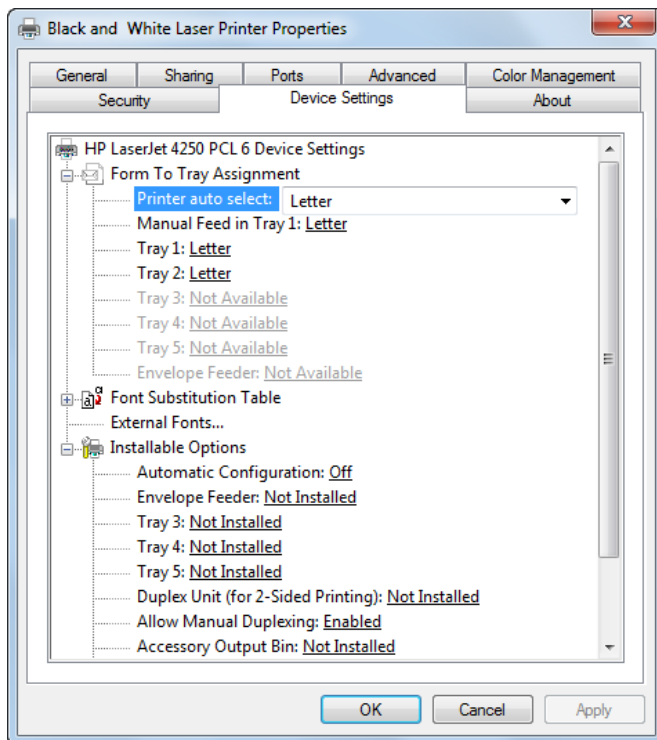 Black and White Laser Printer Properties
General Sharing Ports Advanced Color Management
Security Device Settings About
HP LaserJet 4250 PCL 6 Device Settings
Form To Tray Assignment
Printer auto select: Letter
Manual Feed in Tray 1: Letter
Tray 1: Letter
Tray 2: Letter
Tray 3: Not Available
Tray 4: Not Available
Tray 5: Not Available
Envelope Feeder: Not Available
Font Substitution Table
External Fonts...
Installable Options
Automatic Configuration: Off
Envelope Feeder: Not Installed
Tray 3: Not Installed
Tray 4: Not Installed
Tray 5: Not Installed
Duplex Unit (for 2-Sided Printing): Not Installed
Allow Manual Duplexing: Enabled
Accessory Output Bin: Not Installed
OK Cancel Apply